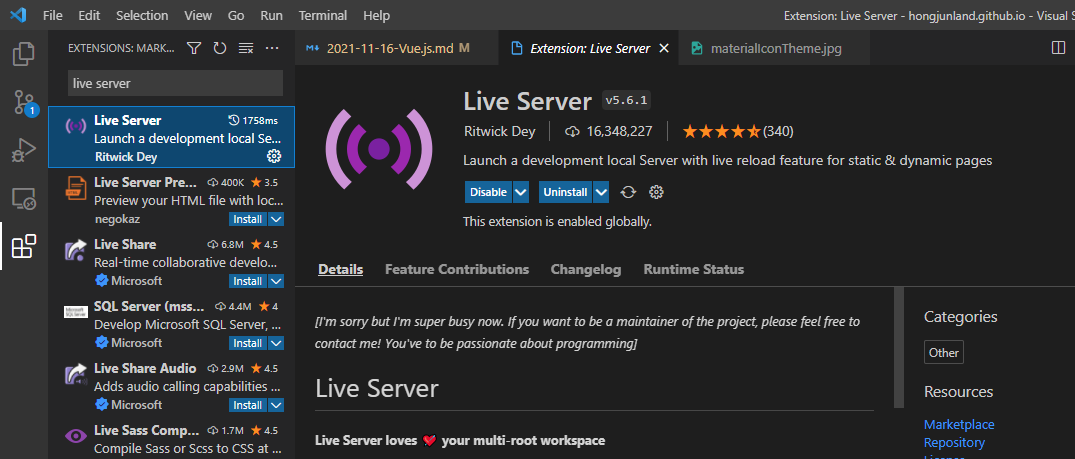 File Edit Selection View Go Run Terminal Help Extension: Live Server - hongjunland.github.io - Visual S
EXTENSIONS: MARK...
2021-11-16-Vue.js.md M
Extension: Live Server
materialIconTheme.jpg
live server
1
Live Server 1758ms
Launch a development local Se...
Ritwick Dey
Live Server Pre... 400K 3.5
Preview your HTML file with loc...
negokaz Install
Live Share 6.8M 4.5
Real-time collaborative develo...
Microsoft Install
SQL Server (mss... 4.4M 4
Develop Microsoft SQL Server, ...
Microsoft Install
Live Share Audio 2.9M 4.5
Adds audio calling capabilities ...
Microsoft Install
Live Sass Comp... 1.7M 4.5
Compile Sass or Scss to CSS at ...
Live Server v5.6.1
Ritwick Dey 16,348,227 (340)
Launch a development local Server with live reload feature for static & dynamic pages
Disable Uninstall
This extension is enabled globally.
Details Feature Contributions Changelog Runtime Status
[I'm sorry but I'm super busy now. If you want to be a maintainer of the project, please feel free to
contact me! You've to be passionate about programming]
Live Server
Live Server loves ❤️ your multi-root workspace
Categories
Other
Resources
Marketplace
Repository
License